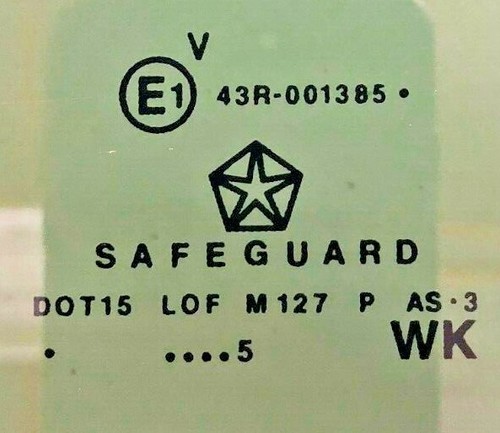 V
E1 43R-001385 •
SAFEGUARD
DOT15 LOF M127 P AS·3
• ••••5 WK